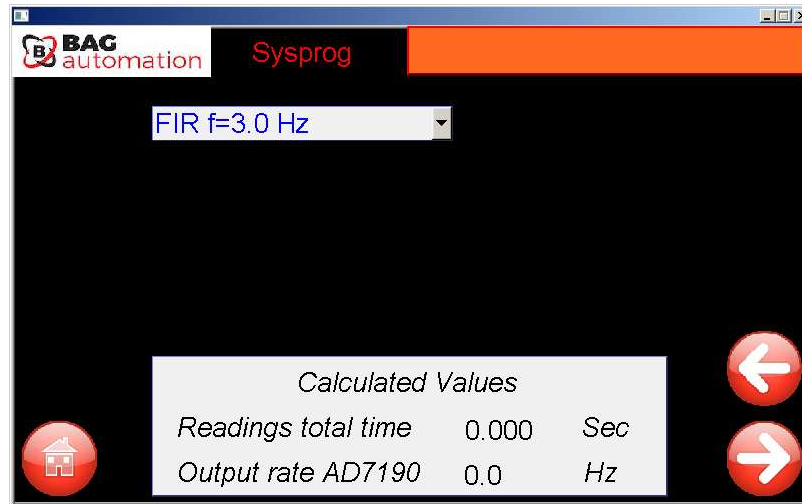 BAG
automation
Sysprog
FIR f=3.0 Hz
Calculated Values
Readings total time 0.000 Sec
Output rate AD7190 0.0 Hz